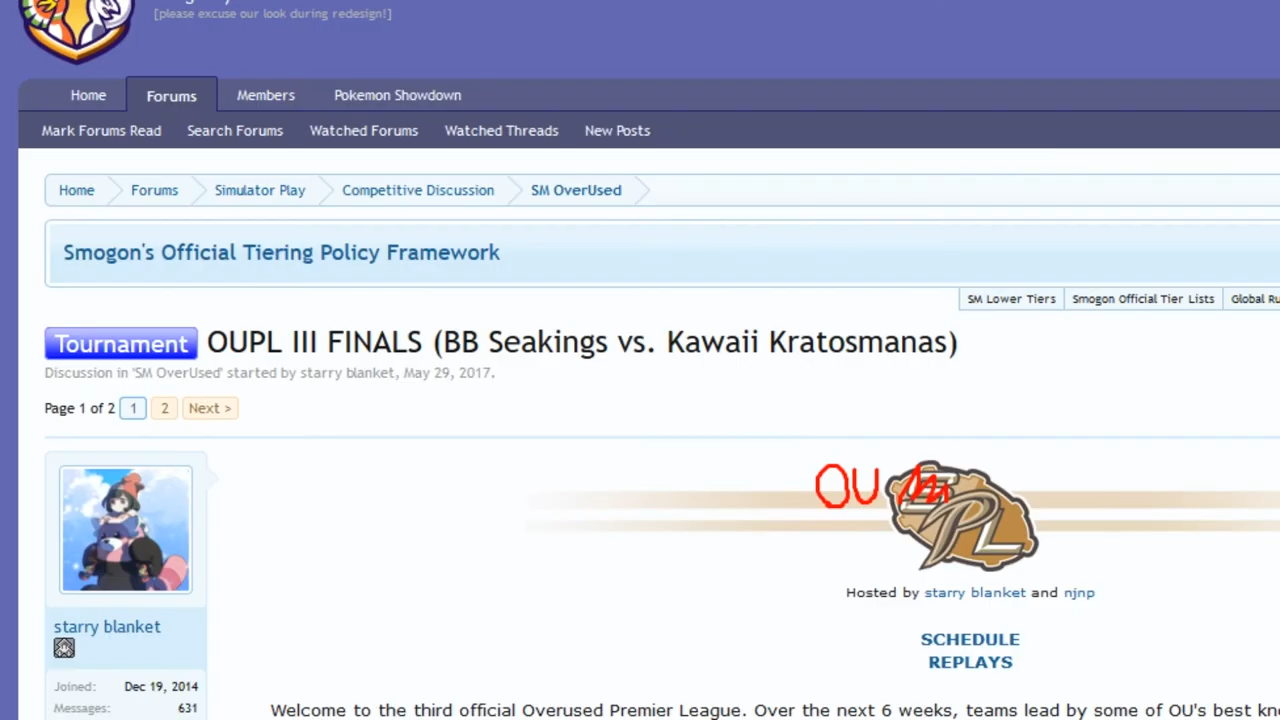 [please excuse our look during redesign!]
Home Forums Members Pokemon Showdown
Mark Forums Read Search Forums Watched Forums Watched Threads New Posts
Home Forums Simulator Play Competitive Discussion SM OverUsed
Smogon's Official Tiering Policy Framework
SM Lower Tiers Smogon Official Tier Lists Global
Tournament OUPL III FINALS (BB Seakings vs. Kawaii Kratosmanas)
Discussion in 'SM OverUsed' started by starry blanket, May 29, 2017.
Page 1 of 2 1 2 Next >
OU
PL
Hosted by starry blanket and njnp
SCHEDULE
REPLAYS
starry blanket
Joined: Dec 19, 2014
Messages: 631
Welcome to the third official Overused Premier League. Over the next 6 weeks, teams lead by some of OU's best